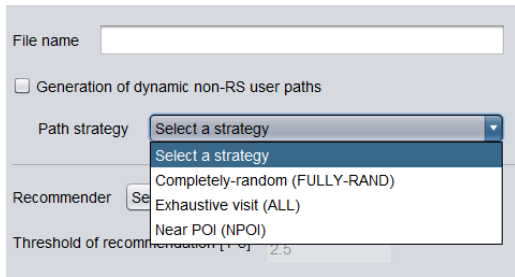 File name
Generation of dynamic non-RS user paths
Path strategy Select a strategy
Select a strategy
Completely-random (FULLY-RAND)
Recommender Se
Exhaustive visit (ALL)
Near POI (NPOI)
Threshold of recommendation 2.5